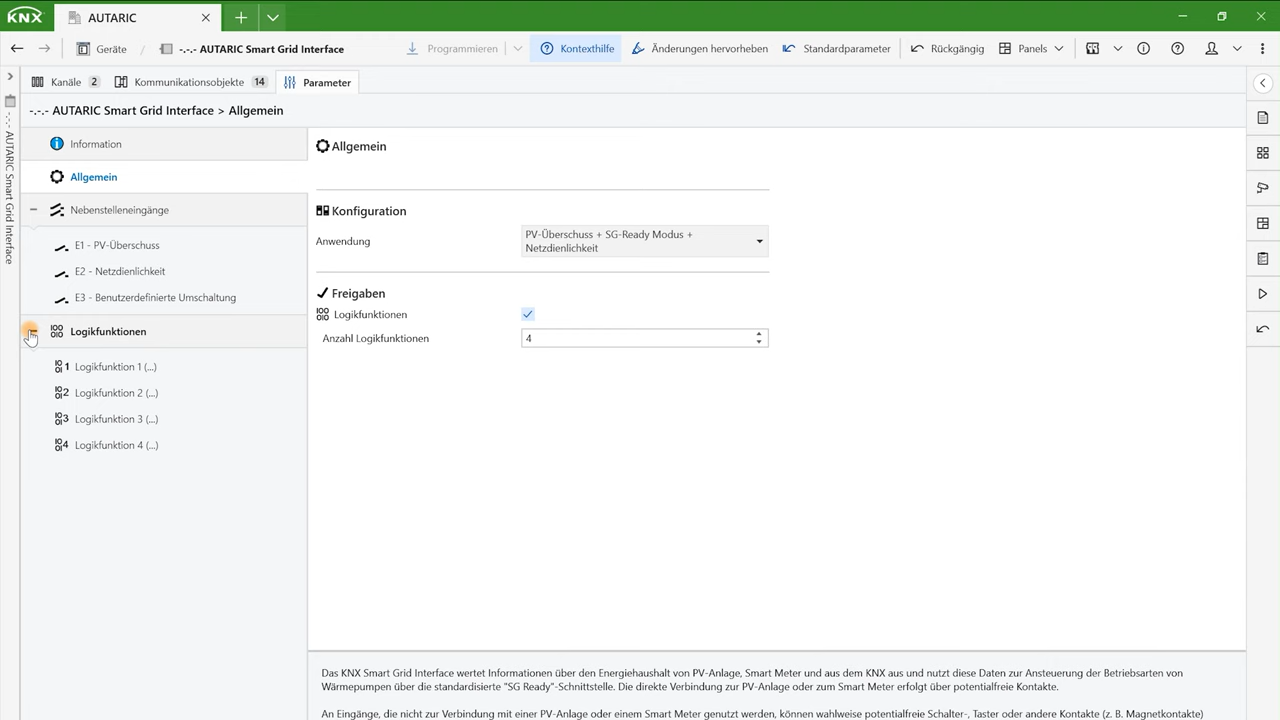 KNX
AUTARIC
Geräte
-.-.- AUTARIC Smart Grid Interface
Programmieren
Kontexthilfe
Änderungen hervorheben
Standardparameter
Rückgängig
Panels
Kanäle 2
Kommunikationsobjekte 14
Parameter
-.-.- AUTARIC Smart Grid Interface > Allgemein
-.-.- AUTARIC Smart Grid Interface
Information
Allgemein
Nebenstelleneingänge
E1 - PV-Überschuss
E2 - Netzdienlichkeit
E3 - Benutzerdefinierte Umschaltung
Logikfunktionen
1 Logikfunktion 1 (...)
2 Logikfunktion 2 (...)
3 Logikfunktion 3 (...)
4 Logikfunktion 4 (...)
Allgemein
Konfiguration
Anwendung
PV-Überschuss + SG-Ready Modus +
Netzdienlichkeit
Freigaben
Logikfunktionen
Anzahl Logikfunktionen
4
Das KNX Smart Grid Interface wertet Informationen über den Energiehaushalt von PV-Anlage, Smart Meter und aus dem KNX aus und nutzt diese Daten zur Ansteuerung der Betriebsarten von
Wärmepumpen über die standardisierte "SG Ready"-Schnittstelle. Die direkte Verbindung zur PV-Anlage oder zum Smart Meter erfolgt über potentialfreie Kontakte.
An Eingänge, die nicht zur Verbindung mit einer PV-Anlage oder einem Smart Meter genutzt werden, können wahlweise potentialfreie Schalter-, Taster oder andere Kontakte (z. B. Magnetkontakte)